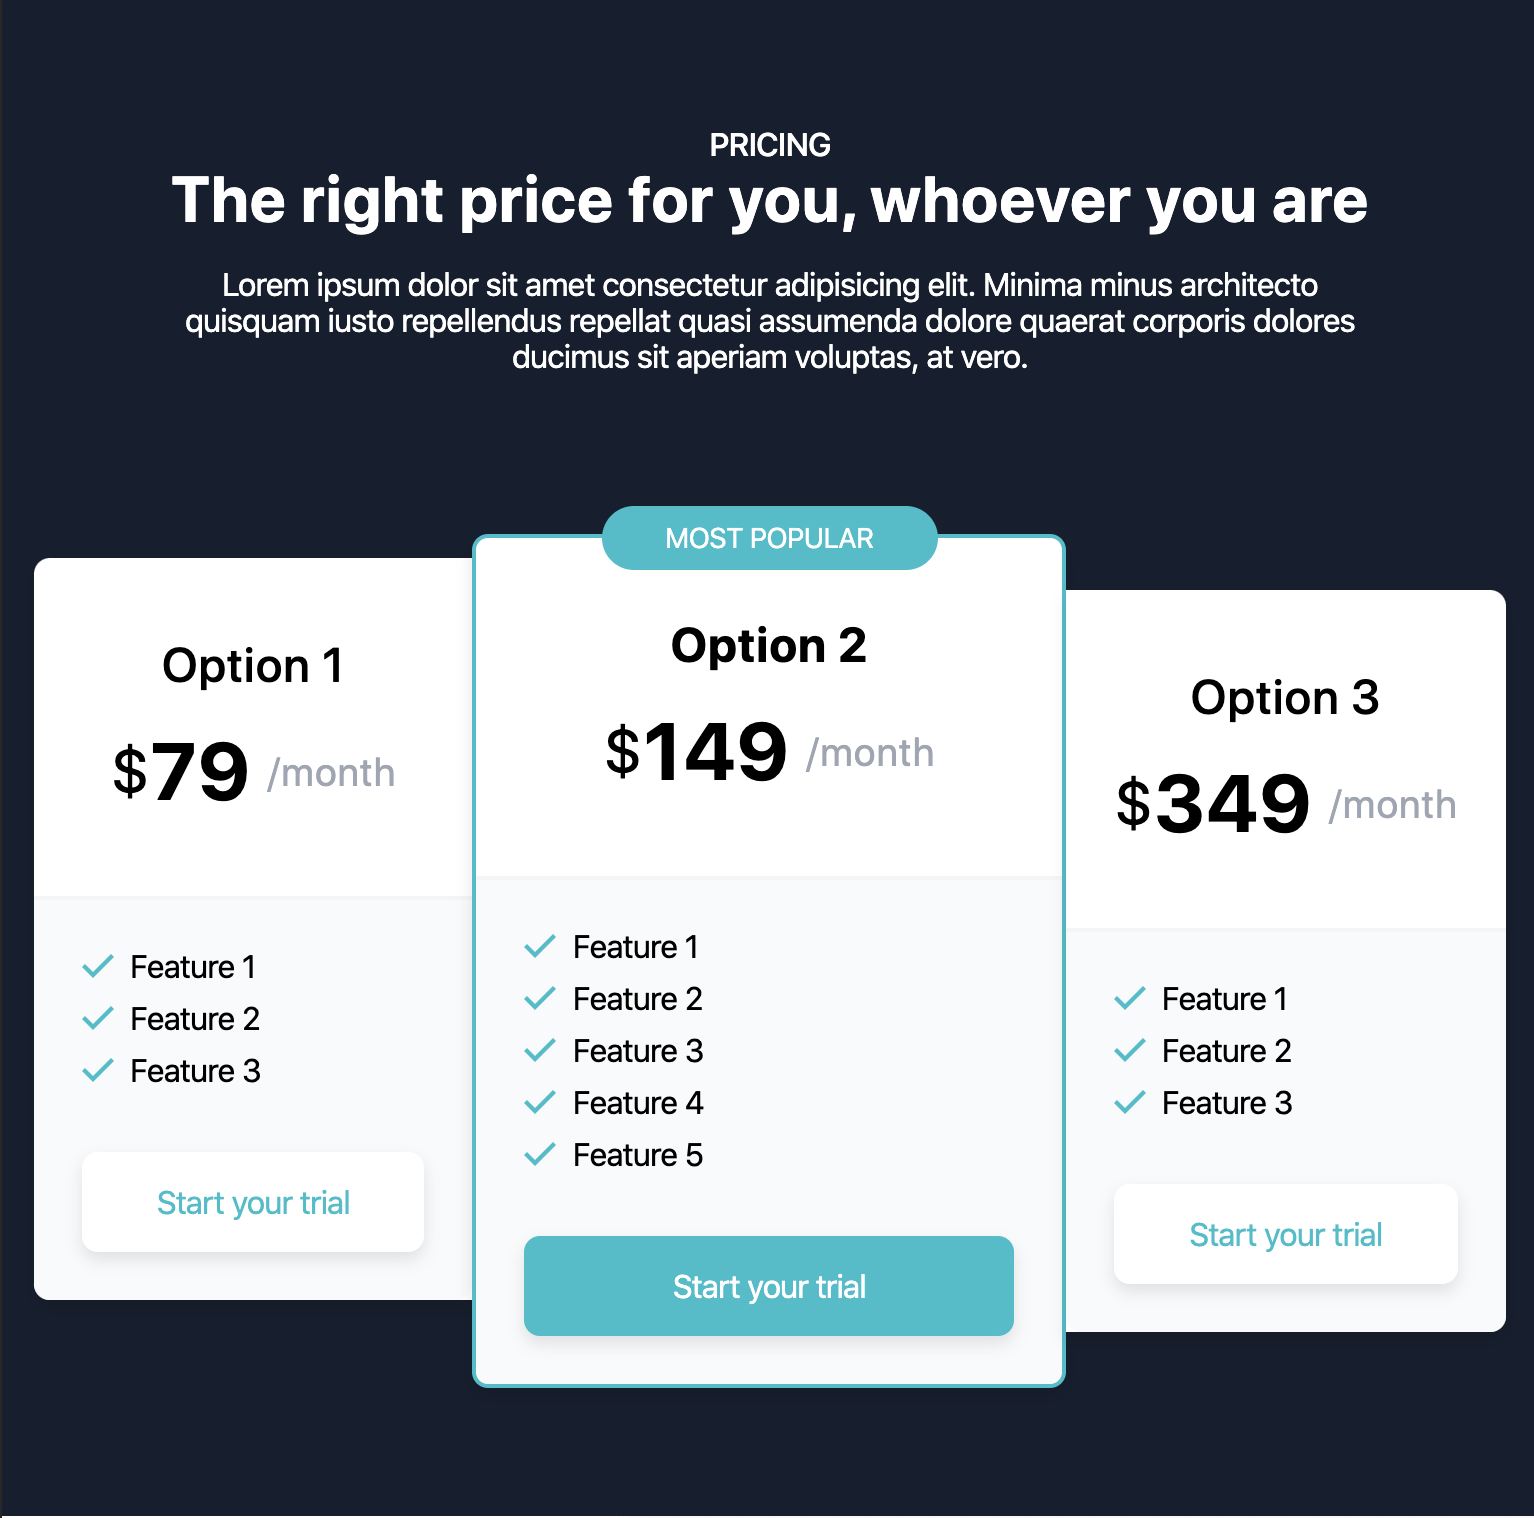 PRICING
The right price for you, whoever you are
Lorem ipsum dolor sit amet consectetur adipisicing elit. Minima minus architecto
quisquam iusto repellendus repellat quasi assumenda dolore quaerat corporis dolores
ducimus sit aperiam voluptas, at vero.
Option 1
$79 /month
Feature 1
Feature 2
Feature 3
Start your trial
MOST POPULAR
Option 2
$149 /month
Feature 1
Feature 2
Feature 3
Feature 4
Feature 5
Start your trial
Option 3
$349 /month
Feature 1
Feature 2
Feature 3
Start your trial